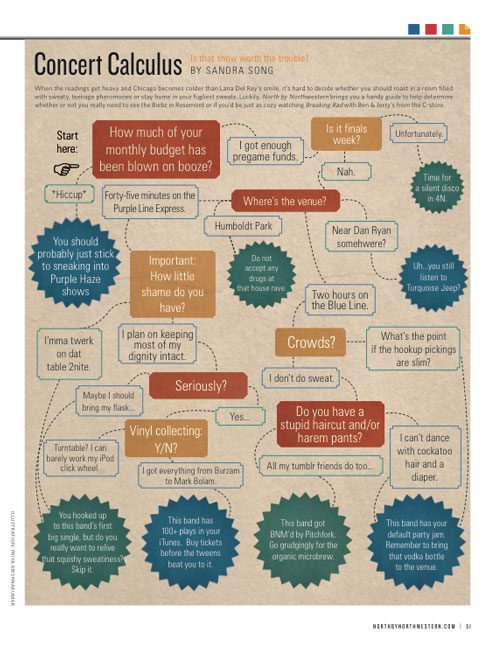 Concert Calculus
Is that show worth the trouble?
BY SANDRA SONG
When the readings get heavy and Chicago becomes colder than Lana Del Rey's smile, it's hard to decide whether you should roast in a room filled
with sweaty, teenage pheromones or stay home in your fugliest sweats. Luckily, North by Northwestern brings you a handy guide to help determine
whether or not you really need to see the Barbz in Rosemont or if you'd be just as cozy watching Breaking Bad with Ben & Jerry's from the C-store.
Start
here:
How much of your
monthly budget has
been blown on booze?
I got enough
pregame funds.
Is it finals
week?
Unfortunately.
Nah.
Time for
a silent disco
in 4N.
*Hiccup*
Forty-five minutes on the
Purple Line Express.
Where's the venue?
Humboldt Park
Near Dan Ryan
somehwere?
You should
probably just stick
to sneaking into
Purple Haze
shows
Important:
How little
shame do you
have?
Do not
accept any
drugs at
that house rave.
Uh...you still
listen to
Turquoise Jeep?
Two hours on
the Blue Line.
I'mma twerk
on dat
table 2nite.
I plan on keeping
most of my
dignity intact.
Crowds?
What's the point
if the hookup pickings
are slim?
Seriously?
I don't do sweat.
Maybe I should
bring my flask...
Yes...
Do you have a
stupid haircut and/or
harem pants?
Vinyl collecting:
Y/N?
Turntable? I can
barely work my iPod
click wheel.
I got everything from Burzam
to Mark Bolam.
All my tumblr friends do too...
I can't dance
with cockatoo
hair and a
diaper.
You hooked up
to this band's first
big single, but do you
really want to relive
that squishy sweatiness?
Skip it.
This band has
100+ plays in your
iTunes. Buy tickets
before the tweens
beat you to it.
This band got
BNM'd by Pitchfork.
Go grudgingly for the
organic microbrew.
This band has your
default party jam.
Remember to bring
that vodka bottle
to the venue.
ILLUSTRATION: PRIYA KRISHNAKUMAR
NORTHBYNORTHWESTERN.COM | 51